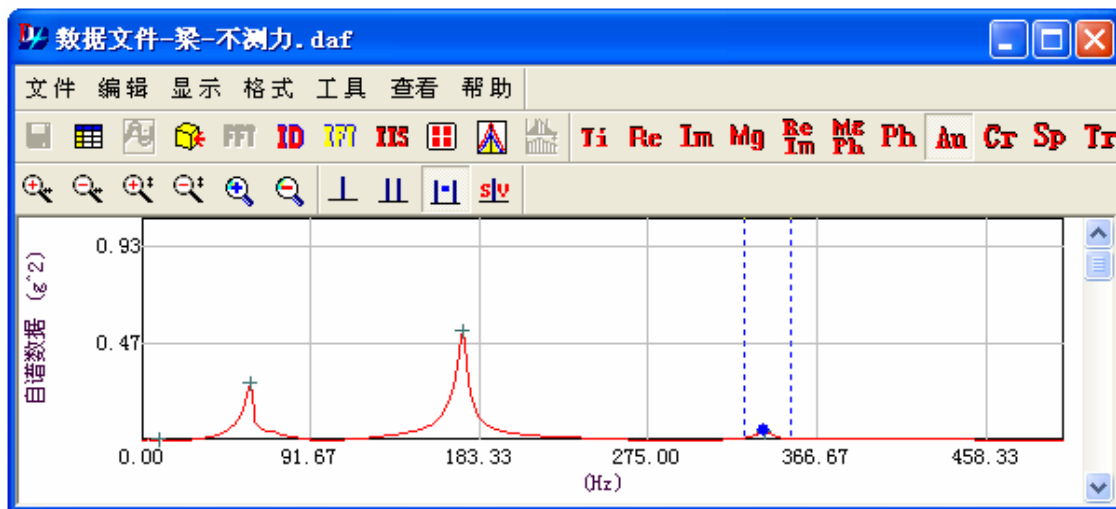 数据文件-梁-不测力.daf
文件 编辑 显示 格式 工具 查看 帮助
FFT ID IIS Ti Re Im Mg Re Im Mg Ph Ph Au Cr Sp Tr
s|v
自谱数据 (g^2)
0.93
0.47
0.00 91.67 183.33 275.00 366.67 458.33
(Hz)